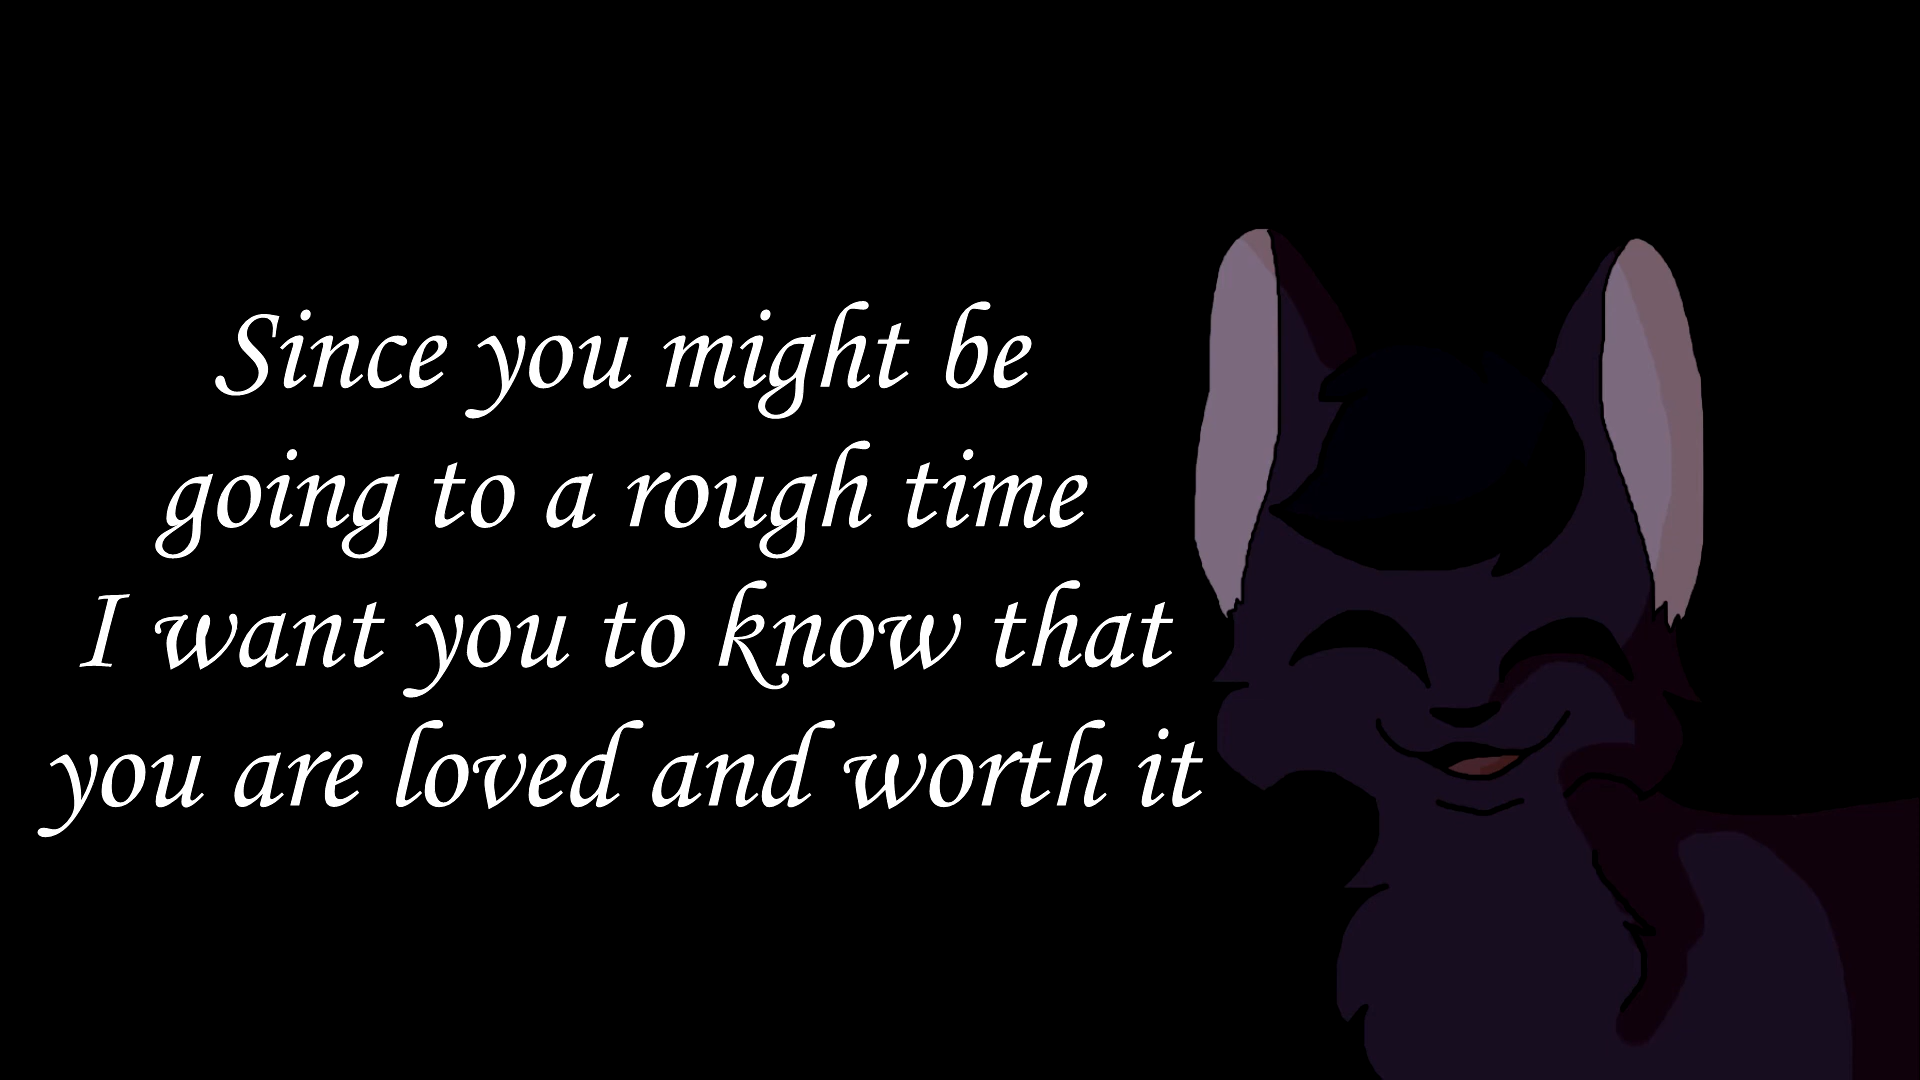 Since you might be
going to a rough time
I want you to know that
you are loved and worth it